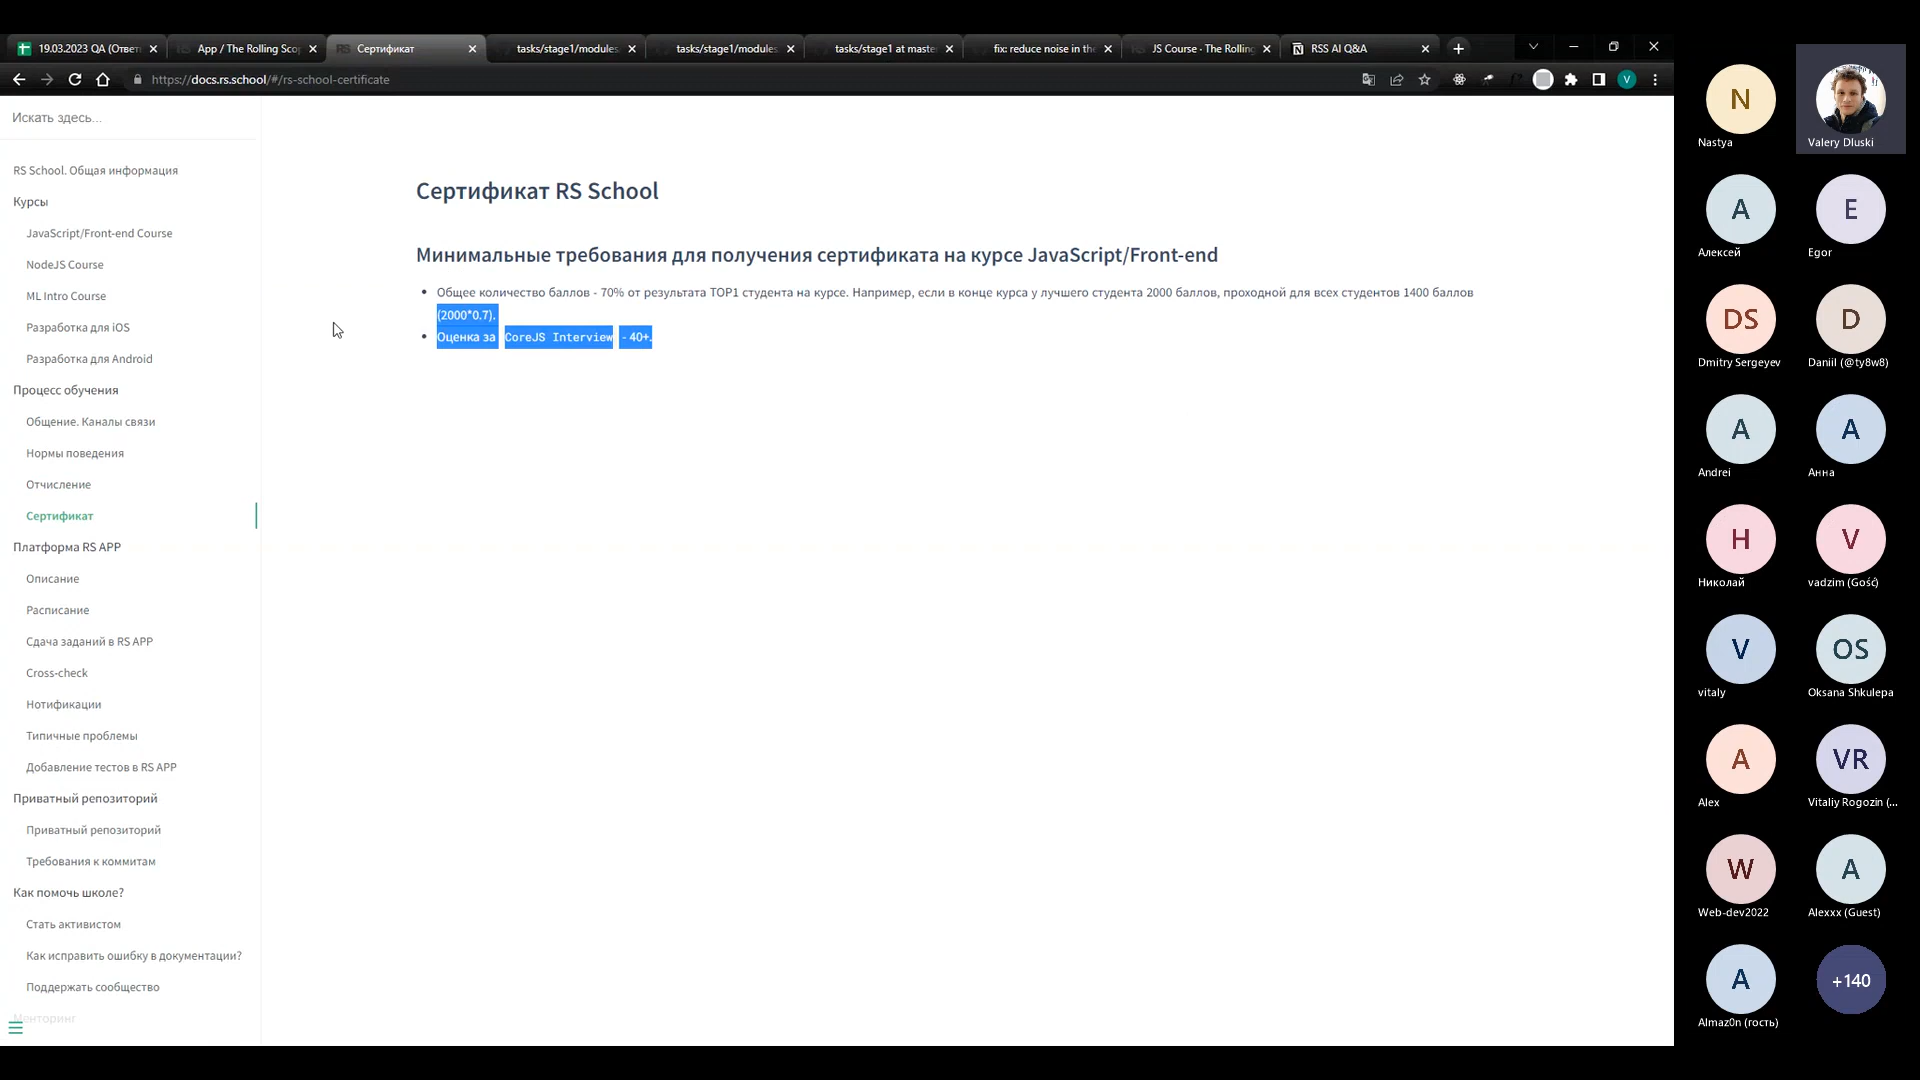 19.03.2023 QA (Ответ
App / The Rolling Sco
Сертификат
tasks/stage1/modules
tasks/stage1/modules
tasks/stage1 at maste
fix: reduce noise in th
JS Course · The Rolling
RSS AI Q&A
https://docs.rs.school/#/rs-school-certificate
V
Искать здесь...
RS School. Общая информация
Курсы
JavaScript/Front-end Course
NodeJS Course
ML Intro Course
Разработка для iOS
Разработка для Android
Процесс обучения
Общение. Каналы связи
Нормы поведения
Отчисление
Сертификат
Платформа RS APP
Описание
Расписание
Сдача заданий в RS APP
Cross-check
Нотификации
Типичные проблемы
Добавление тестов в RS APP
Приватный репозиторий
Приватный репозиторий
Требования к коммитам
Как помочь школе?
Стать активистом
Как исправить ошибку в документации?
Поддержать сообщество
Менторинг
Сертификат RS School
Минимальные требования для получения сертификата на курсе JavaScript/Front-end
Общее количество баллов - 70% от результата TOP1 студента на курсе. Например, если в конце курса у лучшего студента 2000 баллов, проходной для всех студентов 1400 баллов
(2000*0.7).
Оценка за CoreJS Interview - 40+.
N
Nastya
Valery Dluski
A
Алексей
E
Egor
DS
Dmitry Sergeyev
D
Daniil (@ty8w8)
A
Andrei
A
Анна
Н
Николай
V
vadzim (Gość)
V
vitaly
OS
Oksana Shkulepa
A
Alex
VR
Vitaliy Rogozin (...
W
Web-dev2022
A
Alexxx (Guest)
A
Almaz0n (гость)
+140